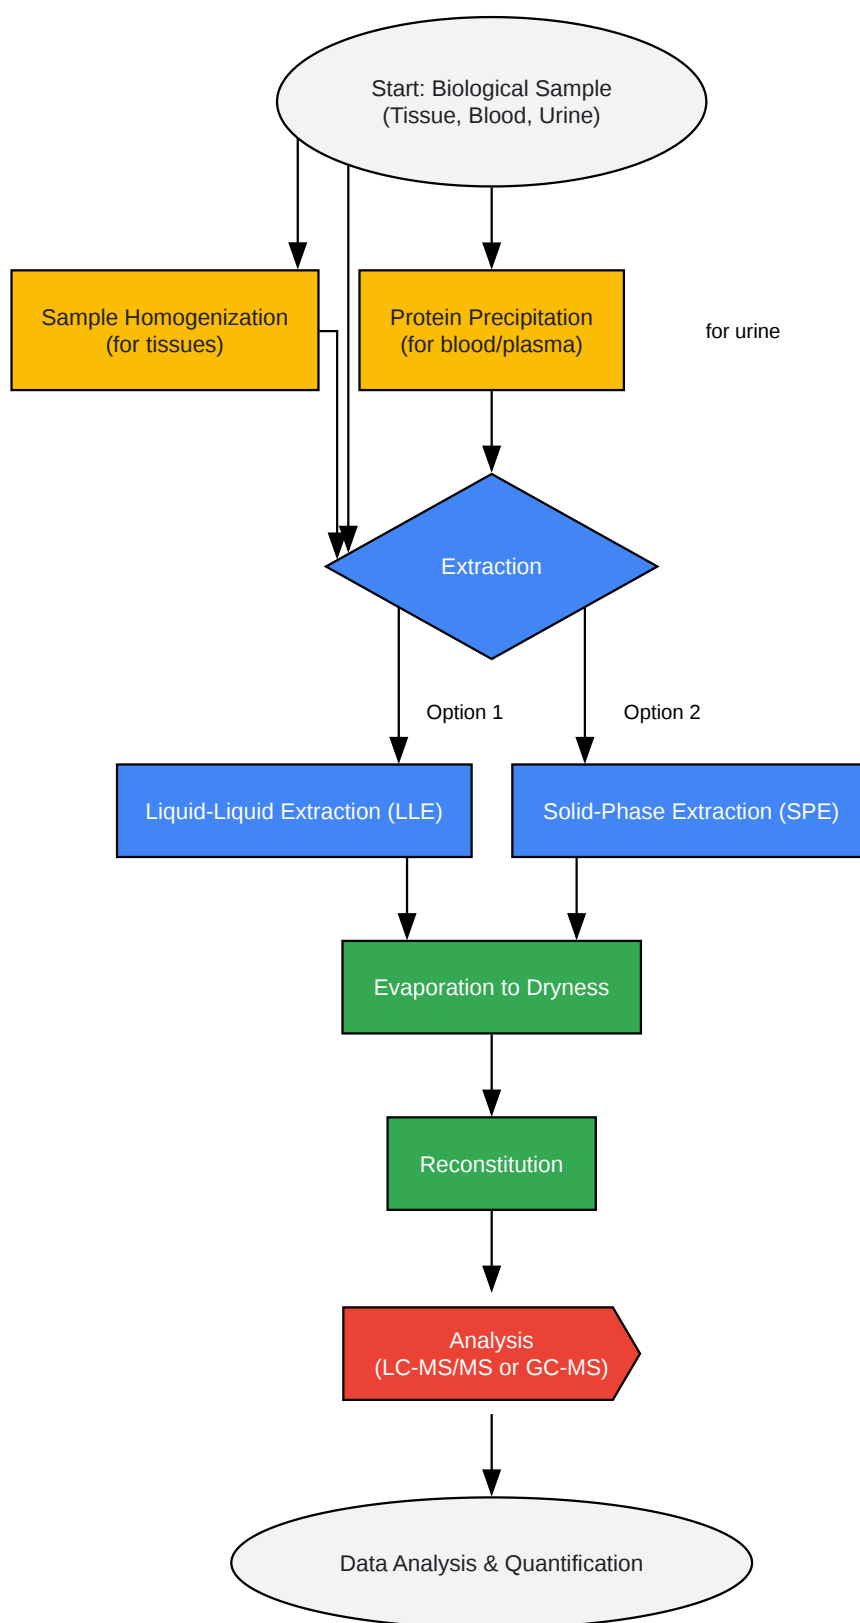 Start: Biological Sample
(Tissue, Blood, Urine)
Sample Homogenization
(for tissues)
Protein Precipitation
(for blood/plasma)
for urine
Extraction
Option 1
Option 2
Liquid-Liquid Extraction (LLE)
Solid-Phase Extraction (SPE)
Evaporation to Dryness
Reconstitution
Analysis
(LC-MS/MS or GC-MS)
Data Analysis & Quantification